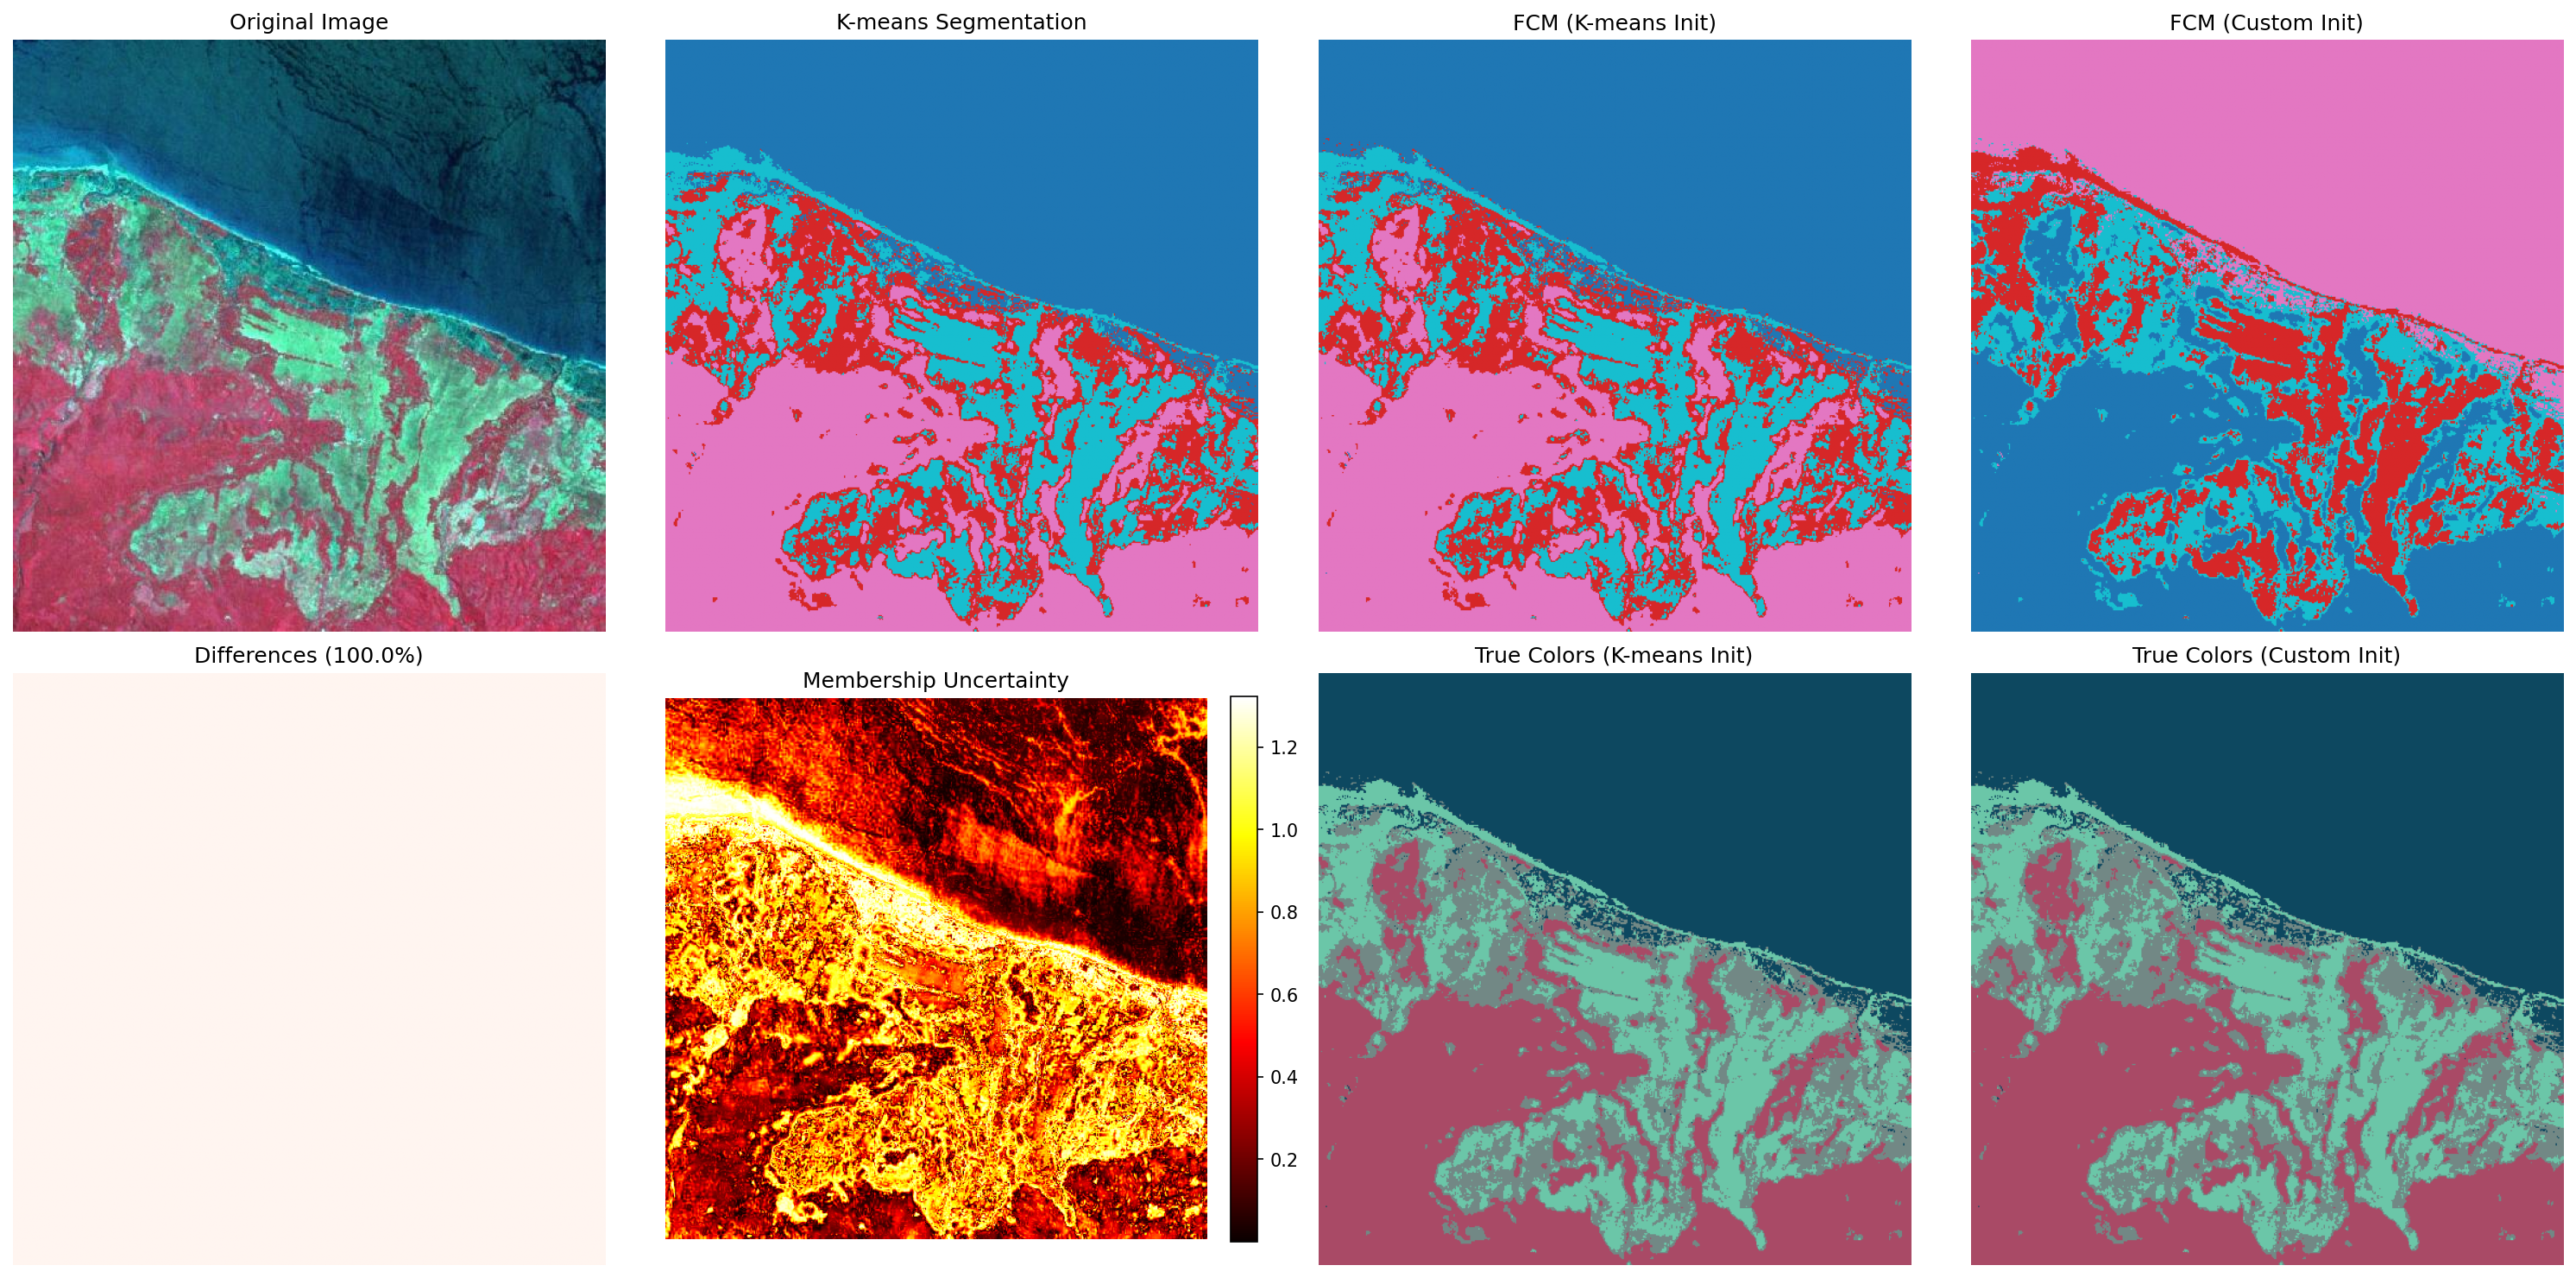 Original Image
K-means Segmentation
FCM (K-means Init)
FCM (Custom Init)
Differences (100.0%)
Membership Uncertainty
1.2
1.0
0.8
0.6
0.4
0.2
True Colors (K-means Init)
True Colors (Custom Init)